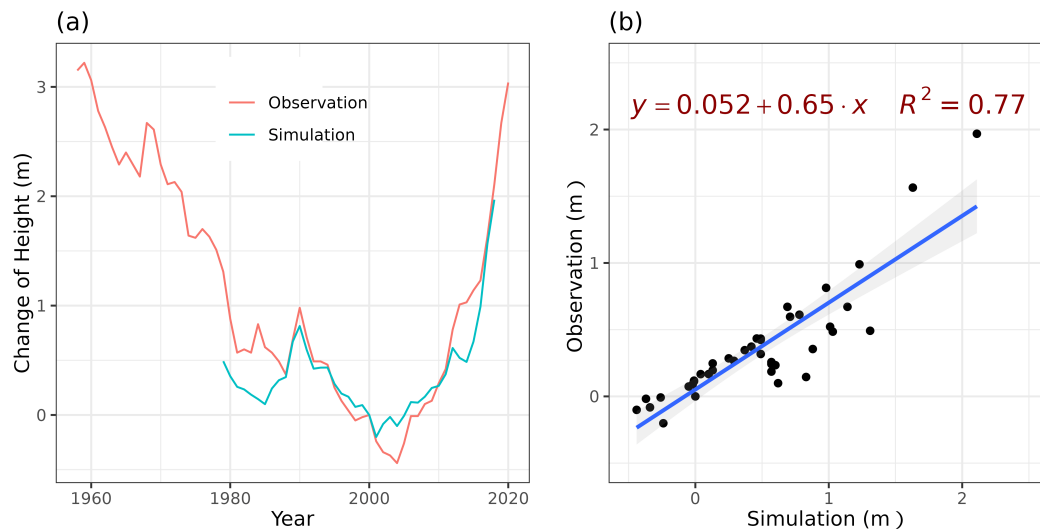 (a)
Change of Height (m)
3
2
1
0
Observation
Simulation
1960
1980
2000
2020
Year
(b)
y = 0.052 + 0.65 · x R² = 0.77
Observation (m )
2
1
0
0
1
2
Simulation (m )